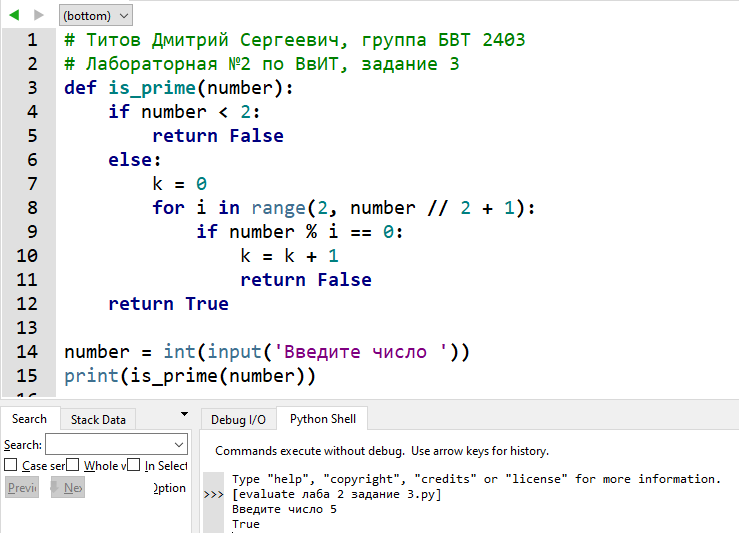 (bottom)
1 # Титов Дмитрий Сергеевич, группа БВТ 2403
2 # Лабораторная №2 по ВвИТ, задание 3
3 def is_prime(number):
4     if number < 2:
5         return False
6     else:
7         k = 0
8         for i in range(2, number // 2 + 1):
9             if number % i == 0:
10                 k = k + 1
11                 return False
12     return True
13
14 number = int(input('Введите число '))
15 print(is_prime(number))
Search Stack Data
Search:
Case ser Whole v In Select
Previ Nex Option
Debug I/O Python Shell
Commands execute without debug. Use arrow keys for history.
Type "help", "copyright", "credits" or "license" for more information.
>>> [evaluate лаба 2 задание 3.py]
Введите число 5
True